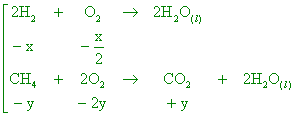 2H₂ + O₂ → 2H₂O₍l₎
− x − x/2
CH₄ + 2O₂ → CO₂ + 2H₂O₍l₎
− y − 2y + y